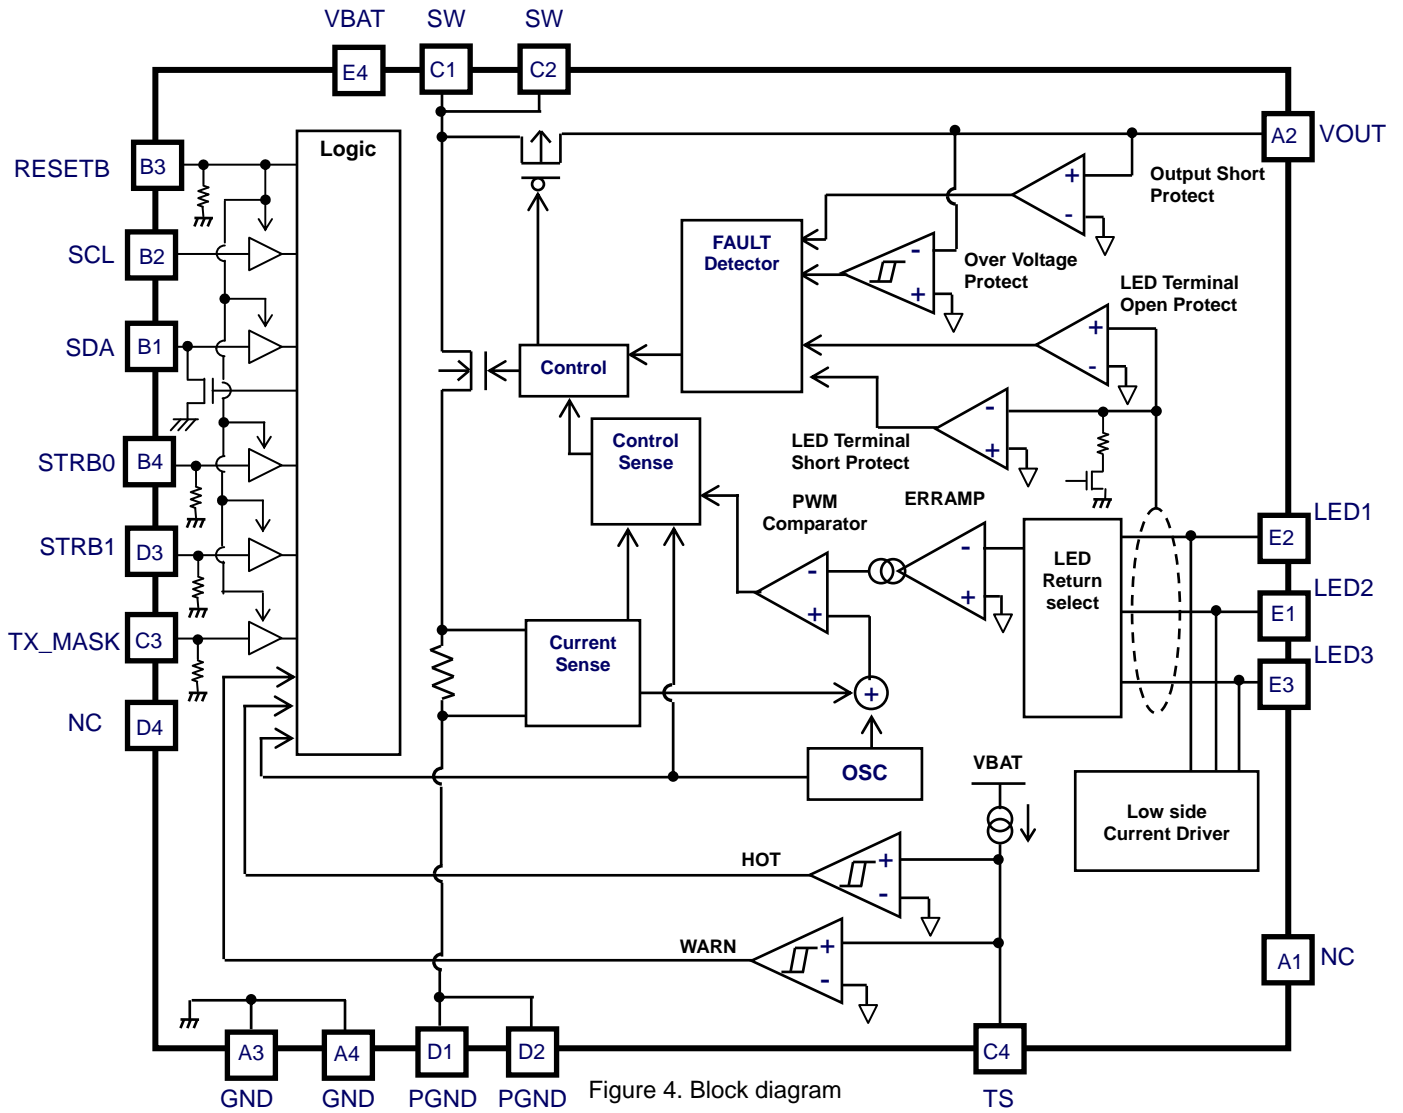 VBAT
SW
SW
E4
C1
C2
A2
VOUT
Logic
RESETB
B3
Output Short
Protect
+
-
SCL
B2
FAULT
Detector
-
+
Over Voltage
Protect
LED Terminal
Open Protect
SDA
B1
Control
+
-
STRB0
B4
Control
Sense
LED Terminal
Short Protect
-
+
PWM
Comparator
ERRAMP
LED1
E2
STRB1
D3
-
+
-
+
LED
Return
select
LED2
E1
TX_MASK
C3
Current
Sense
LED3
E3
+
NC
D4
OSC
VBAT
Low side
Current Driver
HOT
+
-
WARN
+
-
A1
NC
A3
A4
D1
D2
C4
GND
GND
PGND
PGND
Figure 4. Block diagram
TS